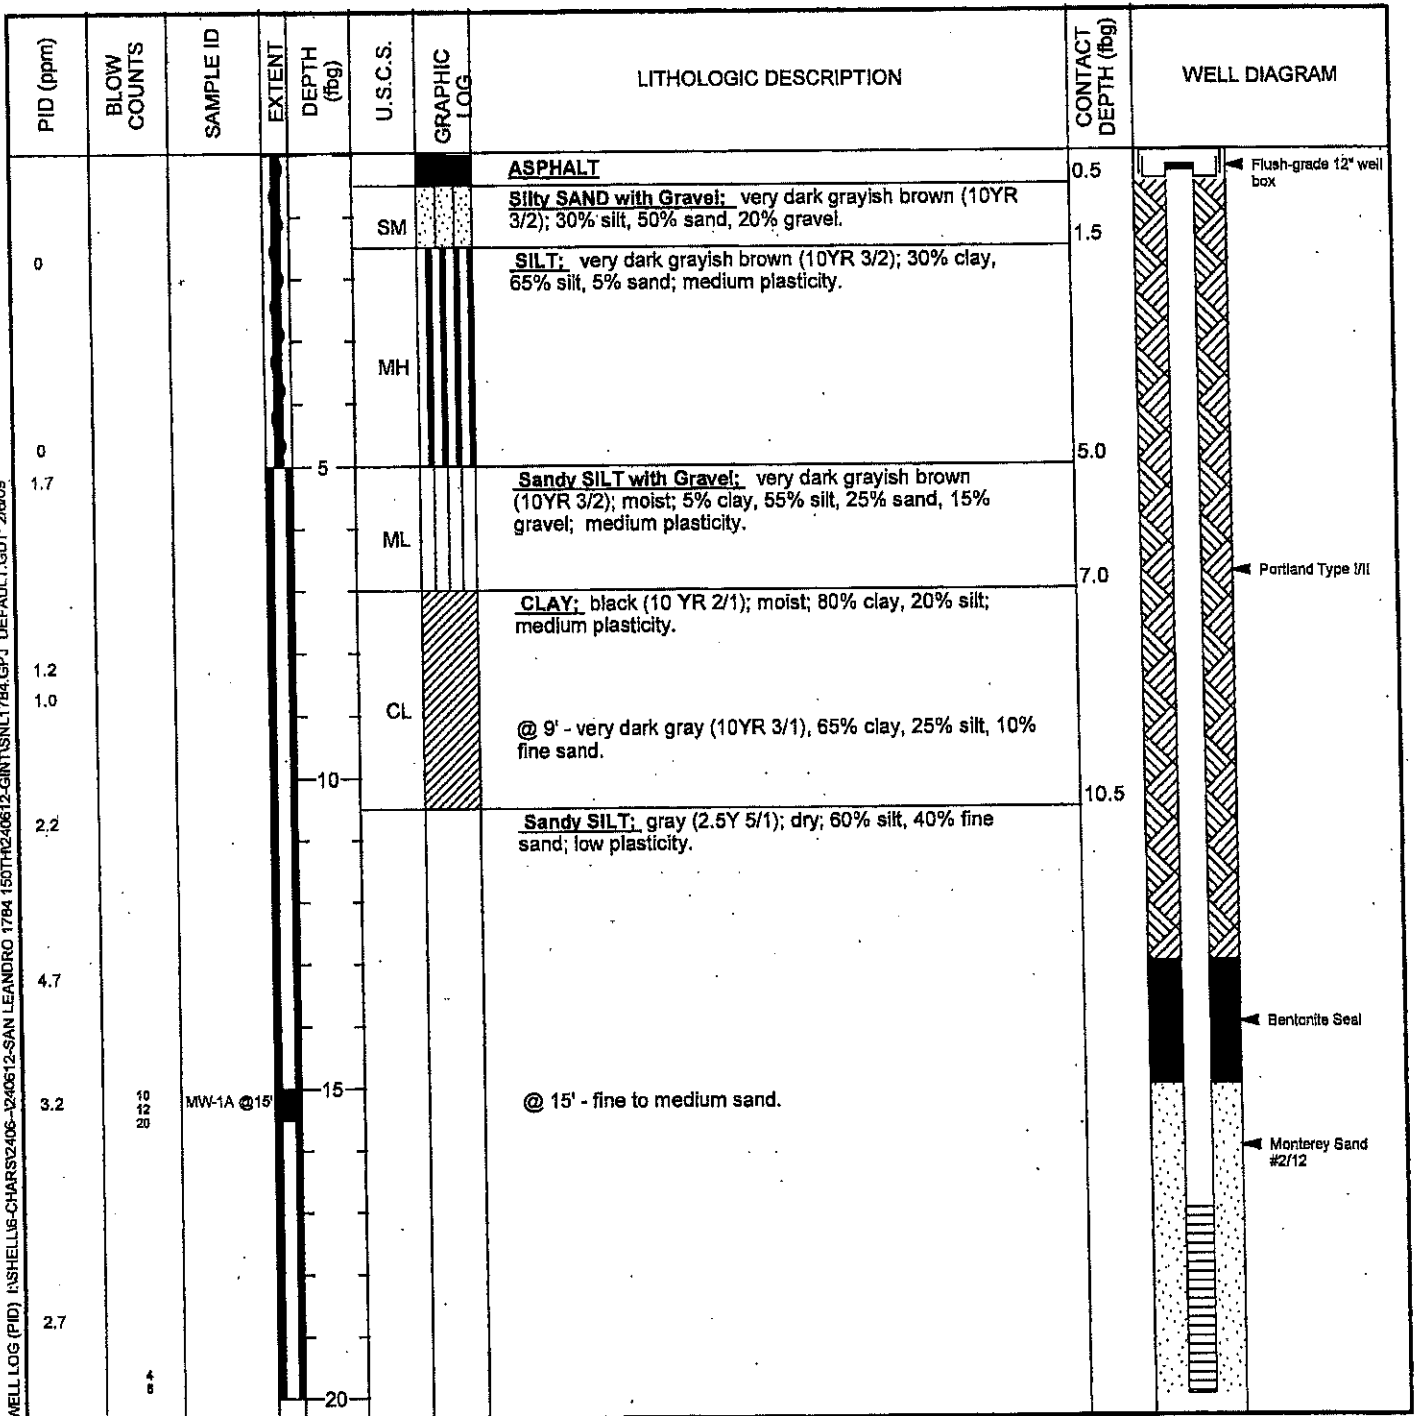 PID (ppm)
BLOW
COUNTS
SAMPLE ID
EXTENT
DEPTH
(fbg)
U.S.C.S.
GRAPHIC
LOG
LITHOLOGIC DESCRIPTION
CONTACT
DEPTH (fbg)
WELL DIAGRAM
ASPHALT
0.5
Flush-grade 12" well
box
SM
Silty SAND with Gravel; very dark grayish brown (10YR
3/2); 30% silt, 50% sand, 20% gravel.
1.5
0
SILT; very dark grayish brown (10YR 3/2); 30% clay,
65% silt, 5% sand; medium plasticity.
MH
0
5
5.0
1.7
Sandy SILT with Gravel; very dark grayish brown
(10YR 3/2); moist; 5% clay, 55% silt, 25% sand, 15%
gravel; medium plasticity.
ML
7.0
Portland Type I/II
CLAY; black (10 YR 2/1); moist; 80% clay, 20% silt;
medium plasticity.
1.2
1.0
CL
@ 9' - very dark gray (10YR 3/1), 65% clay, 25% silt, 10%
fine sand.
10
10.5
2.2
Sandy SILT; gray (2.5Y 5/1); dry; 60% silt, 40% fine
sand; low plasticity.
4.7
Bentonite Seal
15
3.2
10
12
20
MW-1A @15'
@ 15' - fine to medium sand.
Monterey Sand
#2/12
2.7
20
WELL LOG (PID)